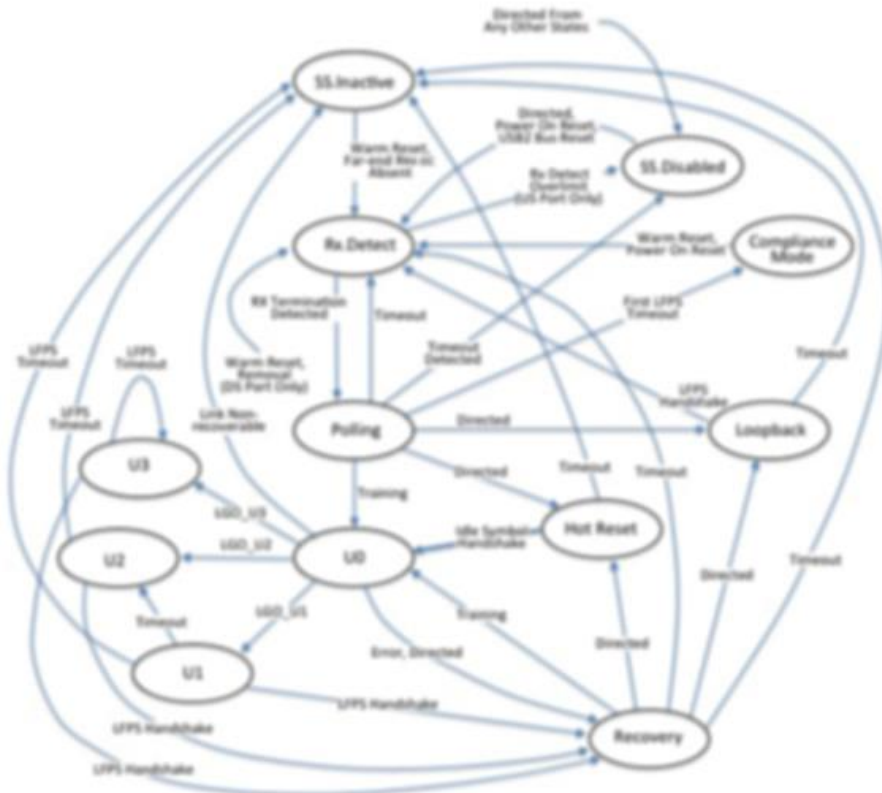 Directed From
Any Other States
SS.Inactive
Directed,
Power On Reset,
USB2 Bus Reset
SS.Disabled
Warm Reset,
Far-end Rx
Absent
Rx Detect
Overlimit
(US Port Only)
Rx.Detect
Warm Reset,
Power On Reset
Compliance
Mode
RX Termination
Detected
Timeout
First LFPS
Timeout
LFPS
Timeout
LFPS
Timeout
Warm Reset,
Removal
(DS Port Only)
Timeout
Detected
Timeout
LFPS
Handshake
LFPS
Timeout
Link Non-
recoverable
Polling
Directed
Loopback
U3
Directed
Timeout
Timeout
Training
LGO_U3
Idle Symbol
Handshake
Hot Reset
U2
LGO_U2
U0
Timeout
Directed
LGO_U1
Training
Timeout
Error, Directed
Directed
U1
LFPS Handshake
Recovery
LFPS Handshake
LFPS Handshake